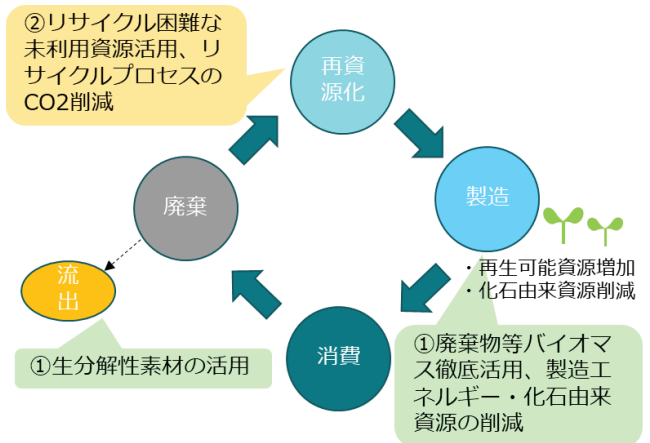 ②リサイクル困難な
未利用資源活用、リ
サイクルプロセスの
CO2削減
再資
源化
製造
・再生可能資源増加
・化石由来資源削減
廃棄
流
出
①生分解性素材の活用
消費
①廃棄物等バイオマ
ス徹底活用、製造エ
ネルギー・化石由来
資源の削減